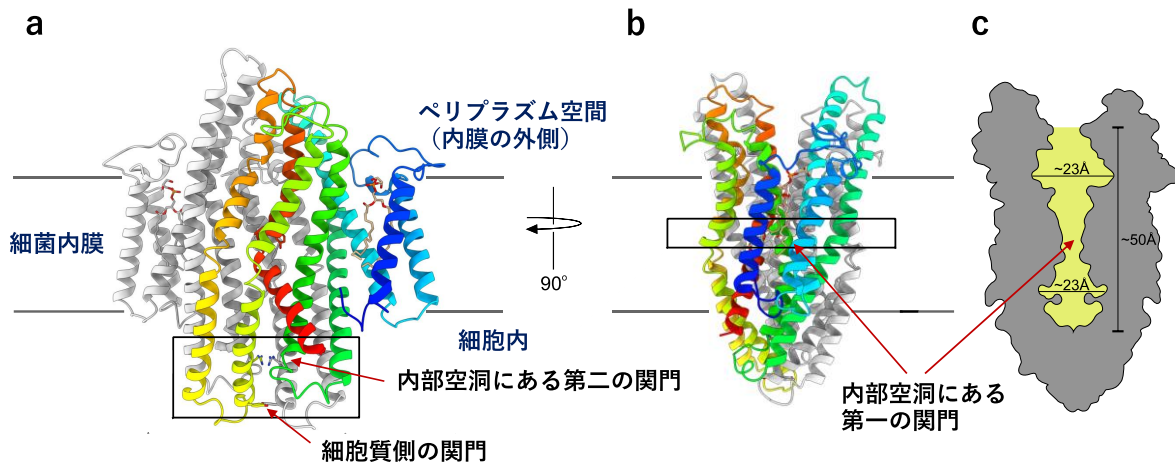 a
b
c
ペリプラズム空間
（内膜の外側）
~23Å
細菌内膜
~50Å
90°
~23Å
細胞内
内部空洞にある第二の関門
内部空洞にある
第一の関門
細胞質側の関門